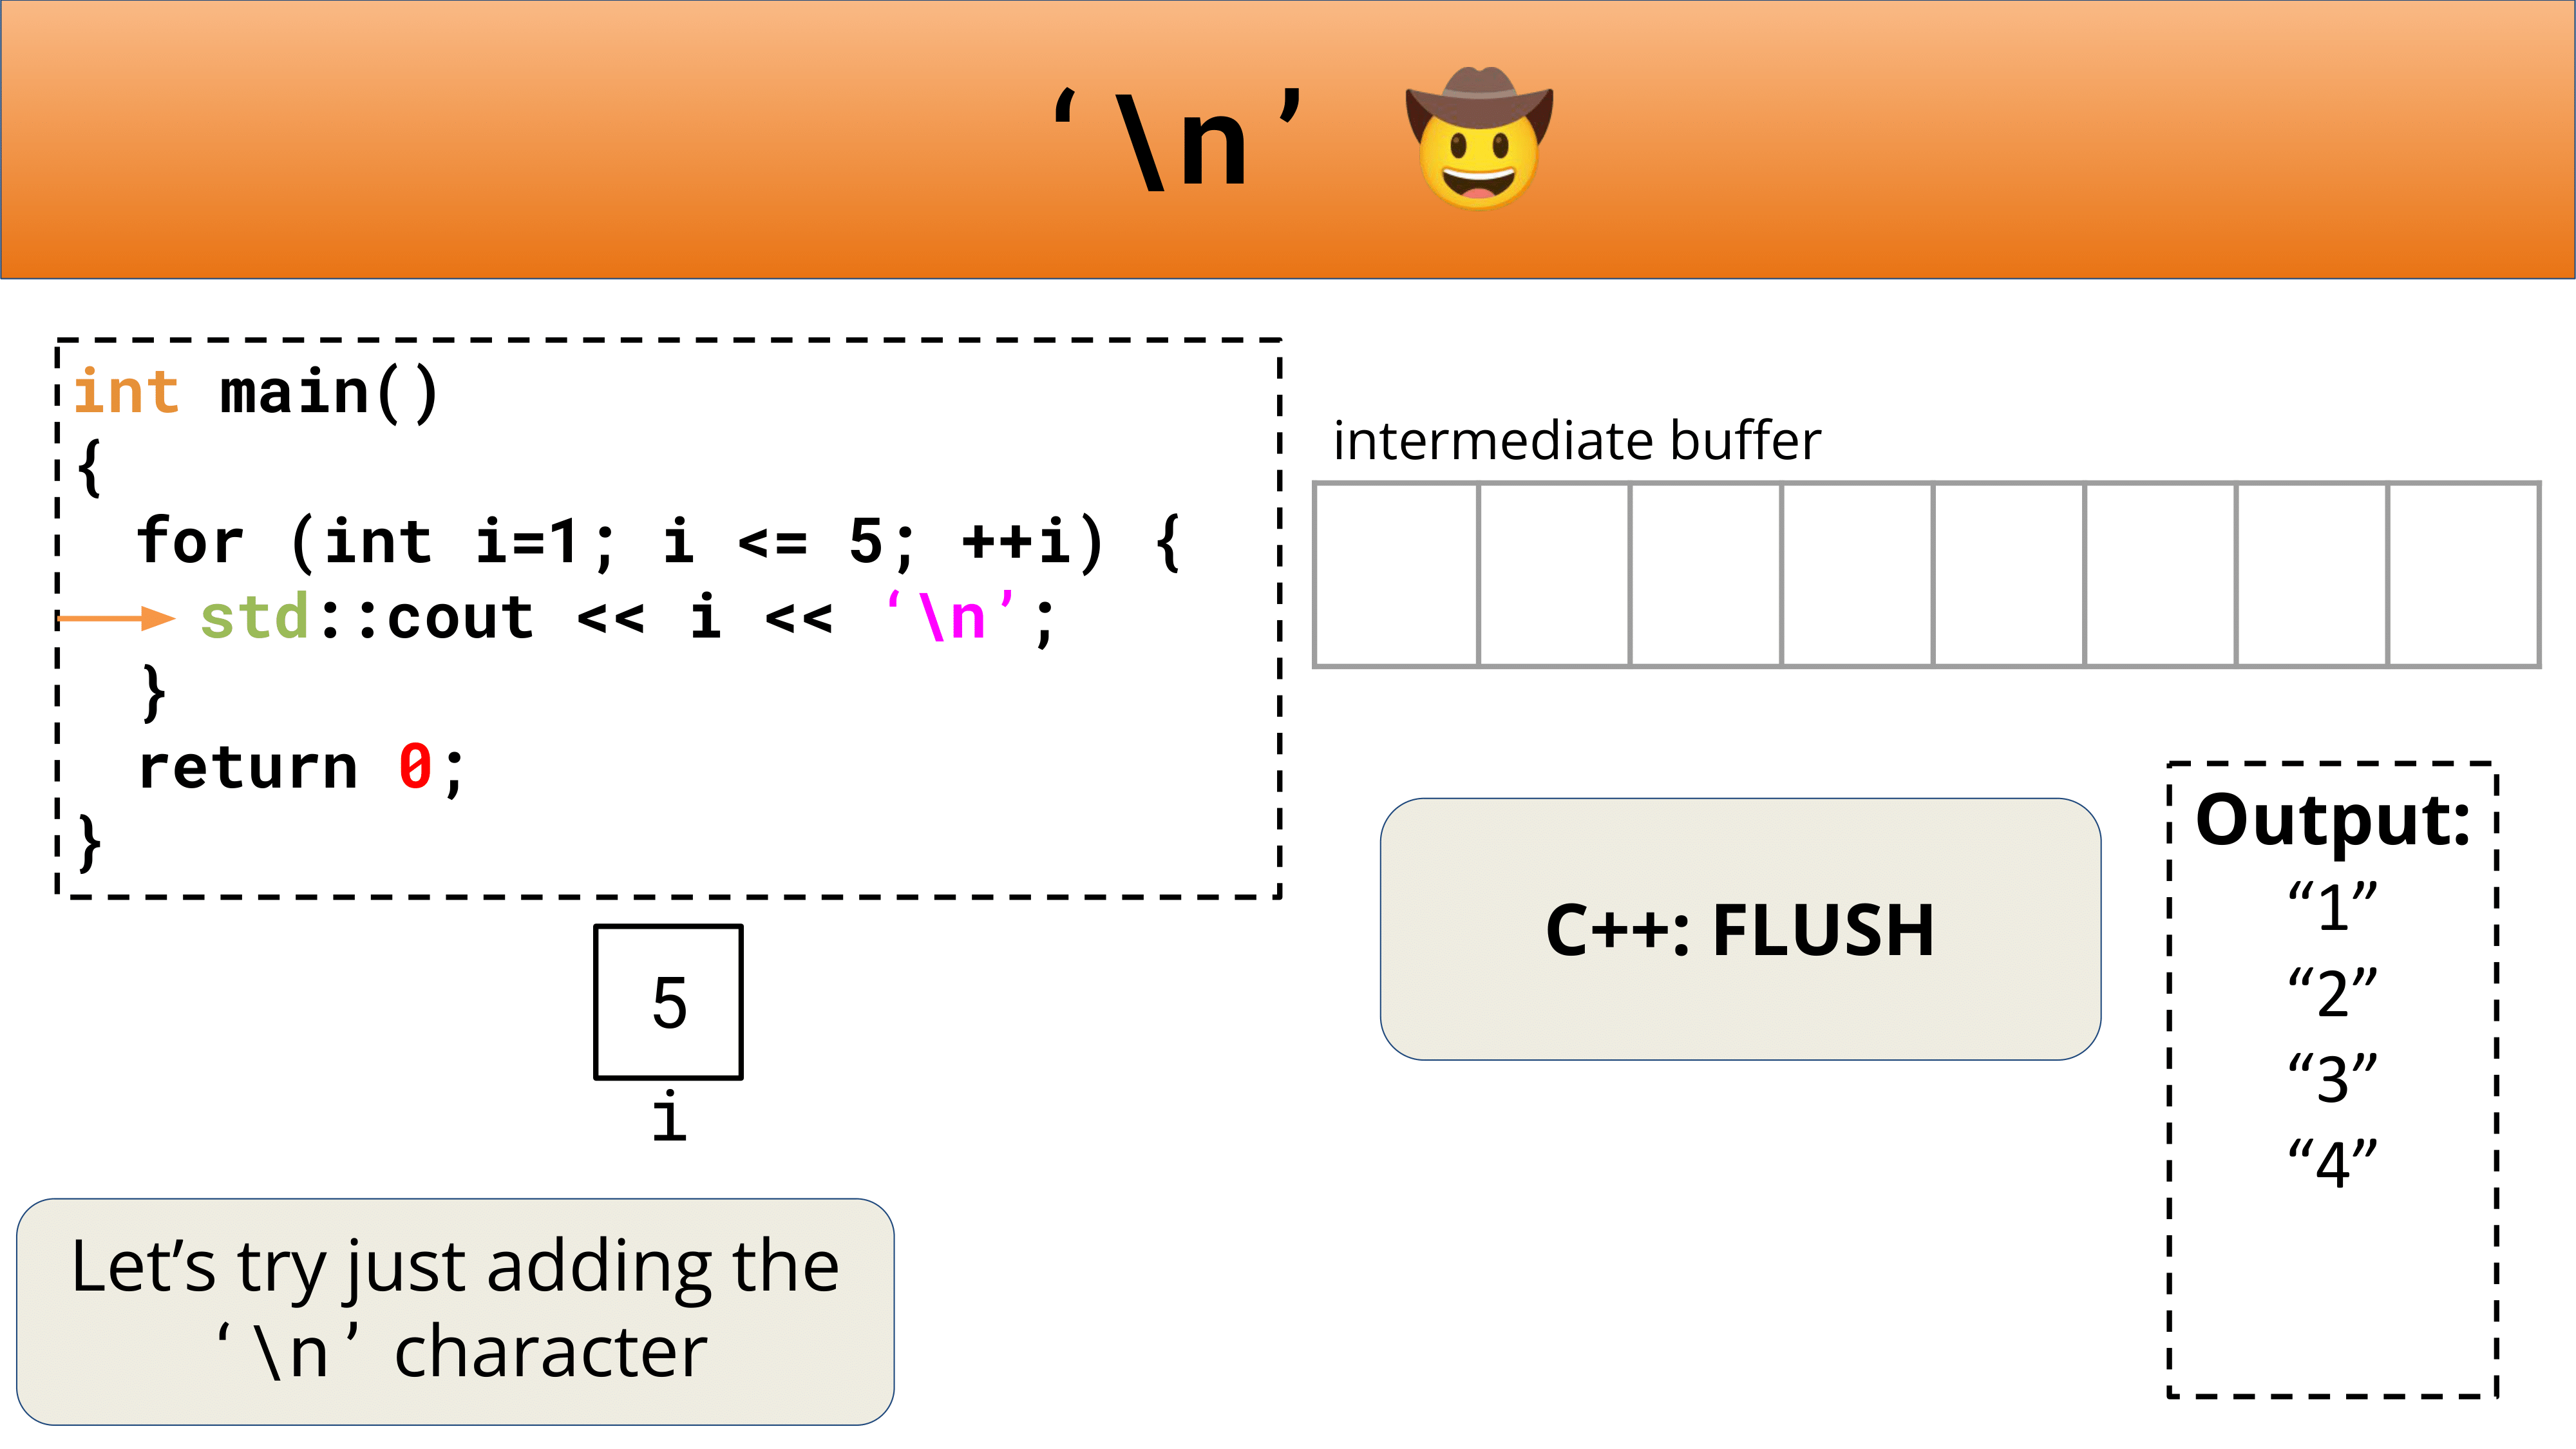 ‘\n’ 🤠
int main()
{
for (int i=1; i <= 5; ++i) {
std::cout << i << ‘\n’;
}
return 0;
}
5
i
Let’s try just adding the
‘\n’ character
intermediate buffer
C++: FLUSH
Output:
“1”
“2”
“3”
“4”